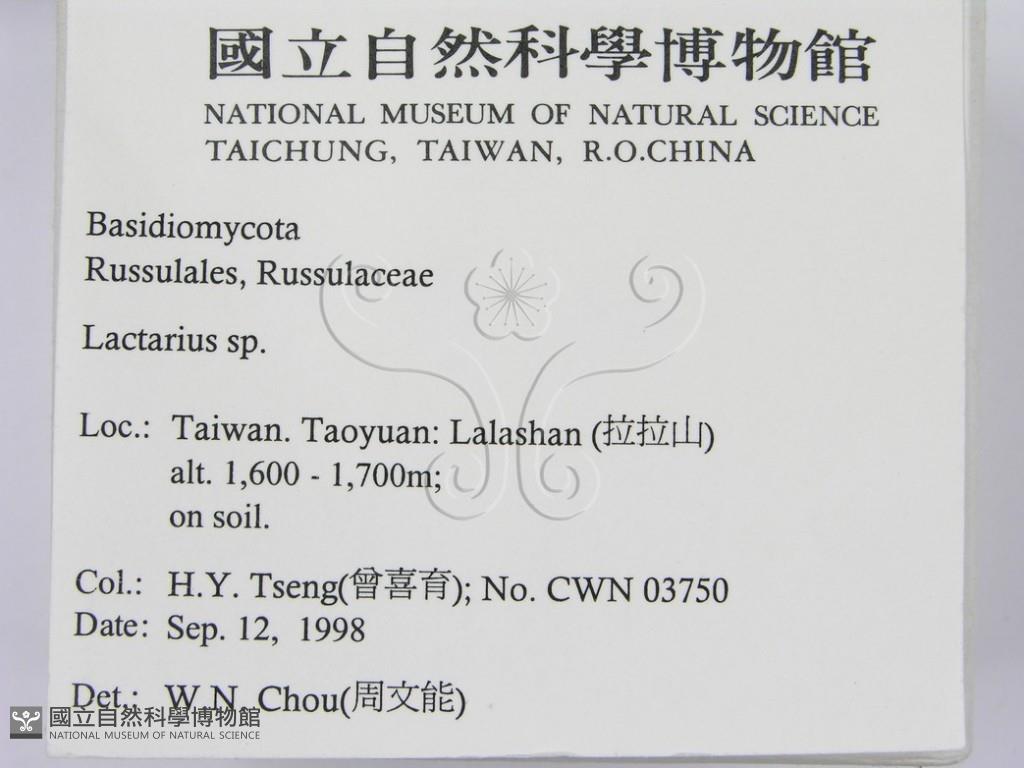 國立自然科學博物館
NATIONAL MUSEUM OF NATURAL SCIENCE
TAICHUNG, TAIWAN, R.O.CHINA
Basidiomycota
Russulales, Russulaceae
Lactarius sp.
Loc.: Taiwan. Taoyuan: Lalashan (拉拉山)
alt. 1,600 - 1,700m;
on soil.
Col.: H.Y. Tseng(曾喜育); No. CWN 03750
Date: Sep. 12, 1998
Det.: W.N. Chou(周文能)
國立自然科學博物館
NATIONAL MUSEUM OF NATURAL SCIENCE